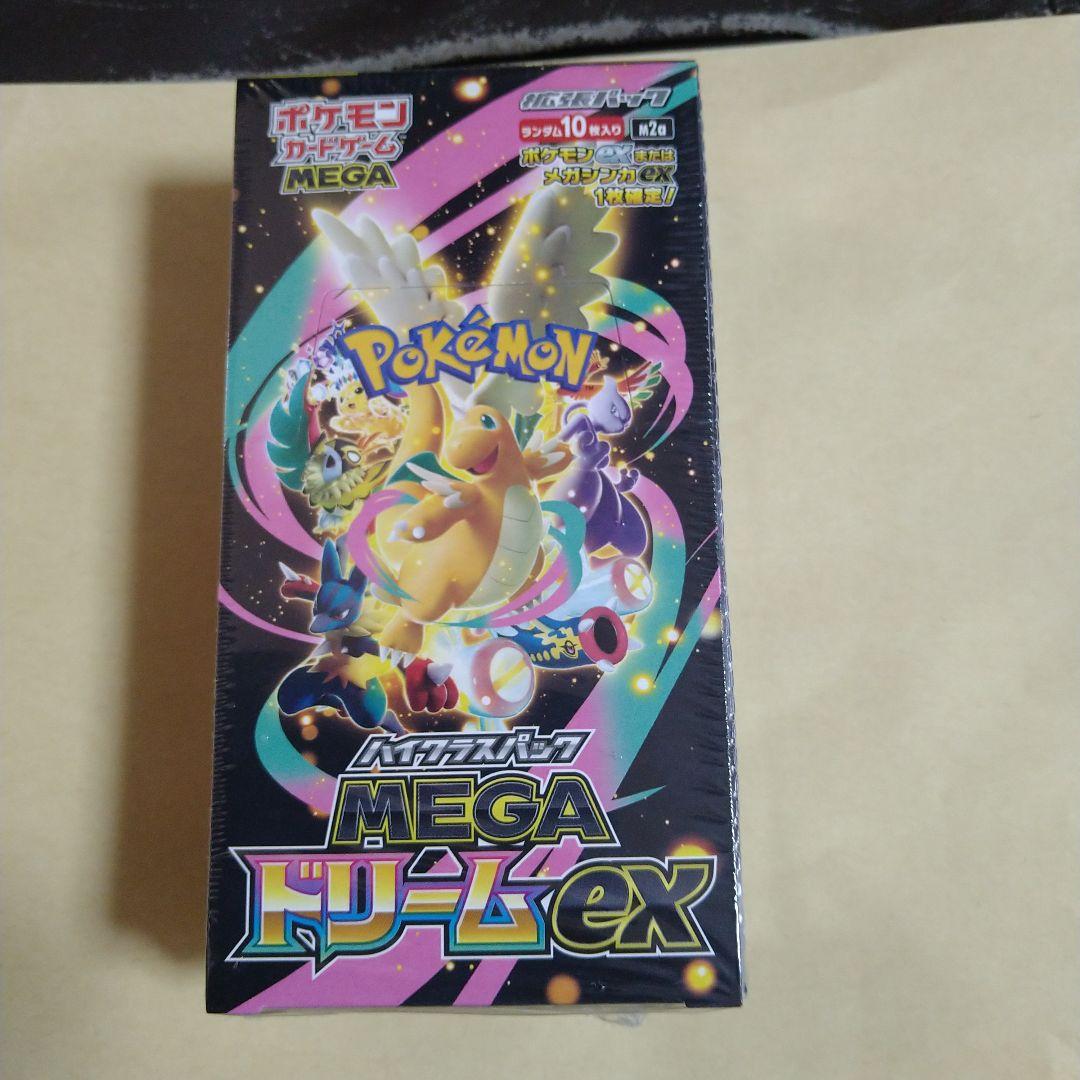 ポケモン
カードゲーム
MEGA
拡張パック
ランダム10枚入り M2a
ポケモンexまたは
メガシンカex
1枚確定!
POKéMON
ハイクラスパック
MEGA
ドリームex